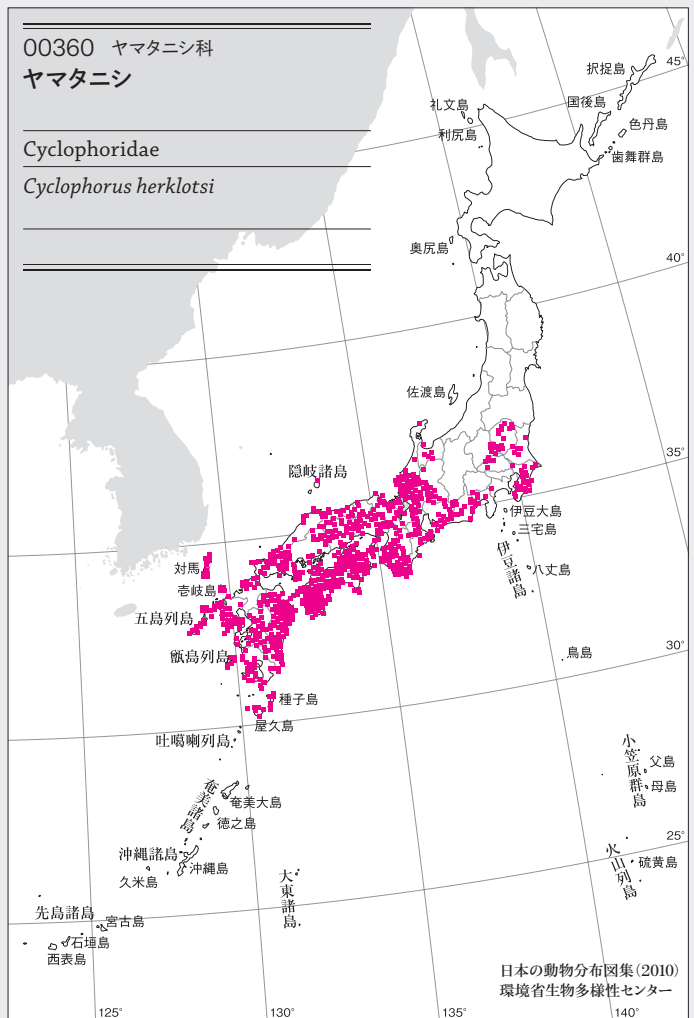 00360 ヤマタニシ科
ヤマタニシ
Cyclophoridae
Cyclophorus herklotsi
択捉島
45°
礼文島
国後島
色丹島
利尻島
歯舞群島
奥尻島
40°
佐渡島
35°
隠岐諸島
伊豆大島
三宅島
伊豆諸島
八丈島
対馬
壱岐島
五島列島
甑島列島
鳥島
30°
種子島
屋久島
吐噶喇列島
小笠原群島
父島
母島
奄美諸島
奄美大島
徳之島
25°
沖縄諸島
沖縄島
久米島
大東諸島
火山列島
硫黄島
先島諸島
宮古島
石垣島
西表島
日本の動物分布図集(2010)
環境省生物多様性センター
125°
130°
135°
140°